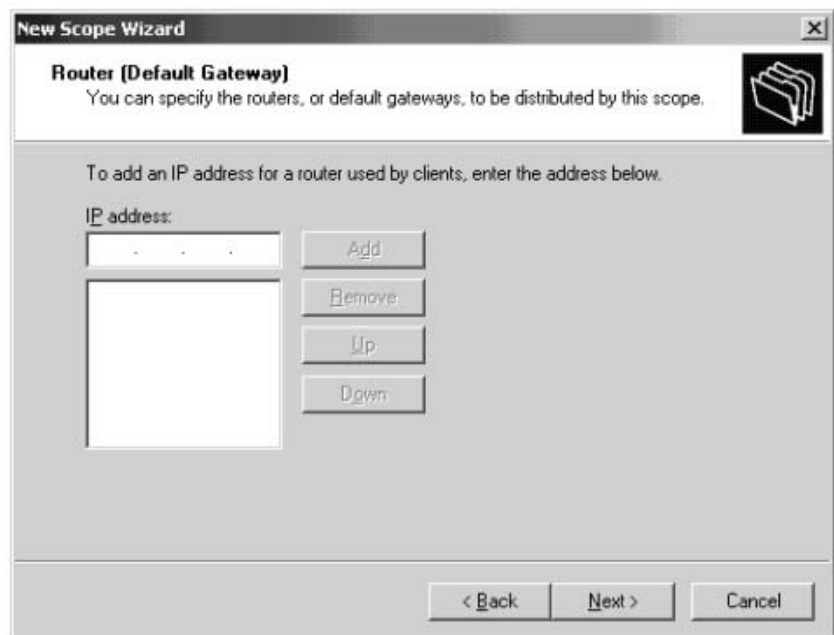 New Scope Wizard
Router (Default Gateway)
You can specify the routers, or default gateways, to be distributed by this scope.
To add an IP address for a router used by clients, enter the address below.
IP address:
. . .
Add
Remove
Up
Down
< Back
Next >
Cancel